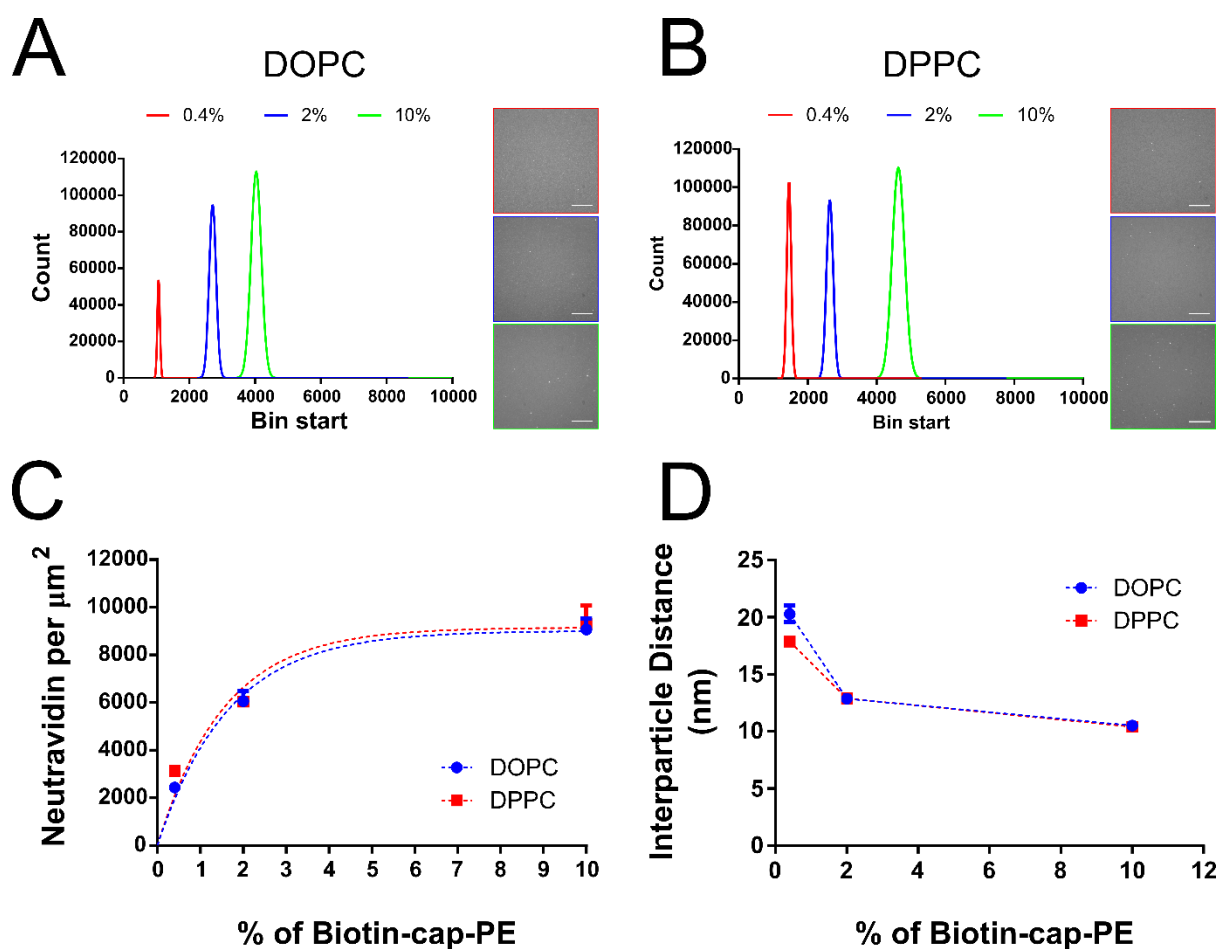 A
DOPC
0.4% 2% 10%
120000
100000
80000
60000
40000
20000
0
Count
0 2000 4000 6000 8000 10000
Bin start
B
DPPC
0.4% 2% 10%
120000
100000
80000
60000
40000
20000
0
Count
0 2000 4000 6000 8000 10000
Bin start
C
12000
10000
8000
6000
4000
2000
0
Neutravidin per μm²
DOPC
DPPC
0 1 2 3 4 5 6 7 8 9 10
% of Biotin-cap-PE
D
25
20
15
10
5
0
Interparticle Distance
(nm)
DOPC
DPPC
0 2 4 6 8 10 12
% of Biotin-cap-PE